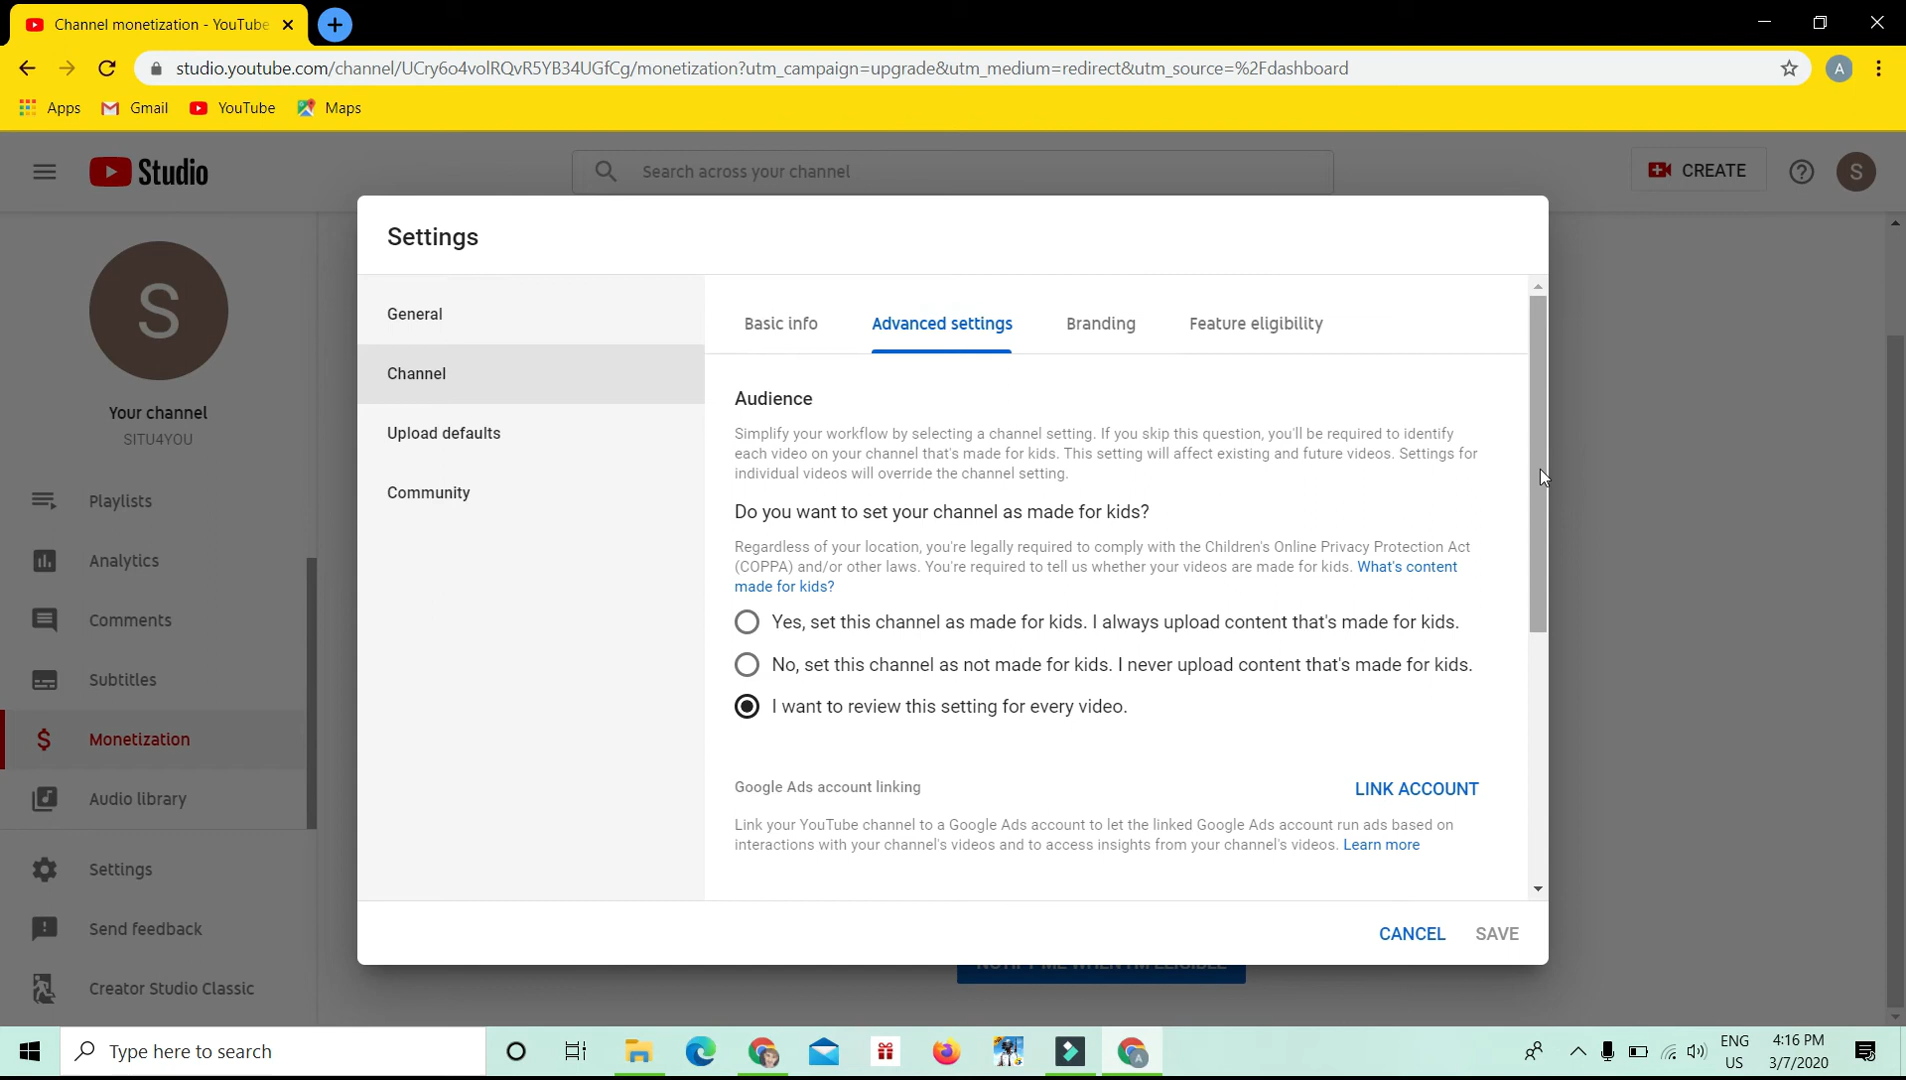 Channel monetization - YouTube
studio.youtube.com/channel/UCry6o4volRQvR5YB34UGfCg/monetization?utm_campaign=upgrade&utm_medium=redirect&utm_source=%2Fdashboard
A
Apps Gmail YouTube Maps
Studio
Search across your channel
CREATE
S
S
Your channel
SITU4YOU
Playlists
Analytics
Comments
Subtitles
Monetization
Audio library
Settings
Send feedback
Creator Studio Classic
Settings
General
Channel
Upload defaults
Community
Basic info Advanced settings Branding Feature eligibility
Audience
Simplify your workflow by selecting a channel setting. If you skip this question, you'll be required to identify
each video on your channel that's made for kids. This setting will affect existing and future videos. Settings for
individual videos will override the channel setting.
Do you want to set your channel as made for kids?
Regardless of your location, you're legally required to comply with the Children's Online Privacy Protection Act
(COPPA) and/or other laws. You're required to tell us whether your videos are made for kids. What's content
made for kids?
Yes, set this channel as made for kids. I always upload content that's made for kids.
No, set this channel as not made for kids. I never upload content that's made for kids.
I want to review this setting for every video.
Google Ads account linking LINK ACCOUNT
Link your YouTube channel to a Google Ads account to let the linked Google Ads account run ads based on
interactions with your channel's videos and to access insights from your channel's videos. Learn more
CANCEL SAVE
NOTIFY ME WHEN I'M ELIGIBLE
Type here to search
ENG
US
4:16 PM
3/7/2020